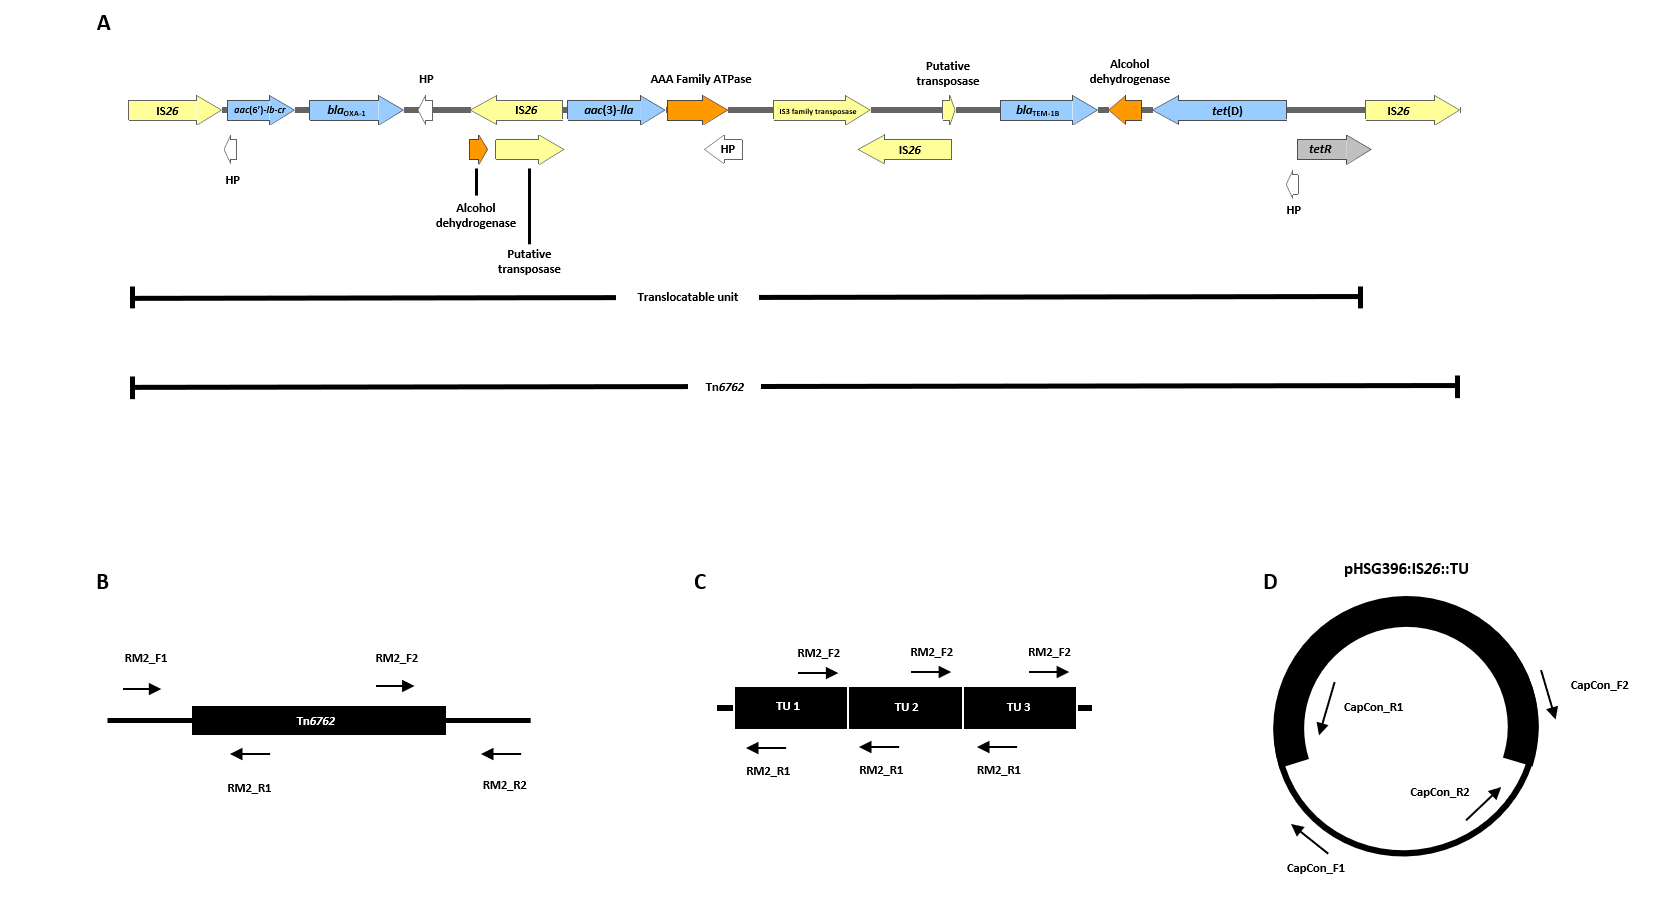 A
HP
AAA Family ATPase
Putative
transposase
Alcohol
dehydrogenase
IS26
aac(6')-Ib-cr
blaOXA-1
IS26
aac(3)-IIa
IS3 family transposase
blaTEM-1B
tet(D)
IS26
HP
IS26
tetR
HP
HP
Alcohol
dehydrogenase
Putative
transposase
Translocatable unit
Tn6762
B
RM2_F1
RM2_F2
Tn6762
RM2_R1
RM2_R2
C
RM2_F2
RM2_F2
RM2_F2
TU 1
TU 2
TU 3
RM2_R1
RM2_R1
RM2_R1
D
pHSG396:IS26::TU
CapCon_F2
CapCon_R1
CapCon_R2
CapCon_F1